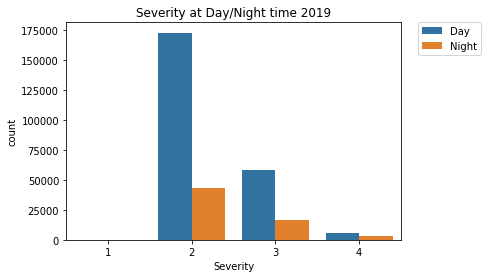 Severity at Day/Night time 2019
Day
Night
175000
150000
125000
100000
75000
50000
25000
0
count
1 2 3 4
Severity